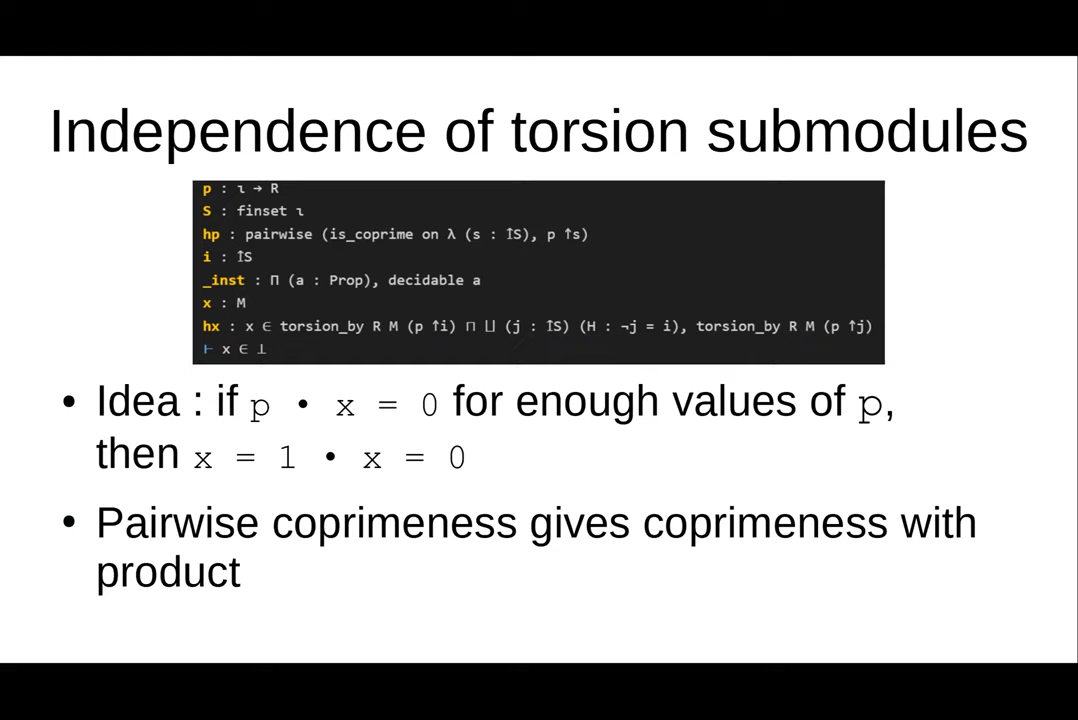 Independence of torsion submodules
p : ι → R
S : finset ι
hp : pairwise (is_coprime on λ (s : ↥S), p ↑s)
i : ↥S
_inst : Π (a : Prop), decidable a
x : M
hx : x ∈ torsion_by R M (p ↑i) ⊓ ⨆ (j : ↥S) (H : ¬j = i), torsion_by R M (p ↑j)
⊢ x ∈ ⊥
• Idea : if p • x = 0 for enough values of p,
then x = 1 • x = 0
• Pairwise coprimeness gives coprimeness with
product